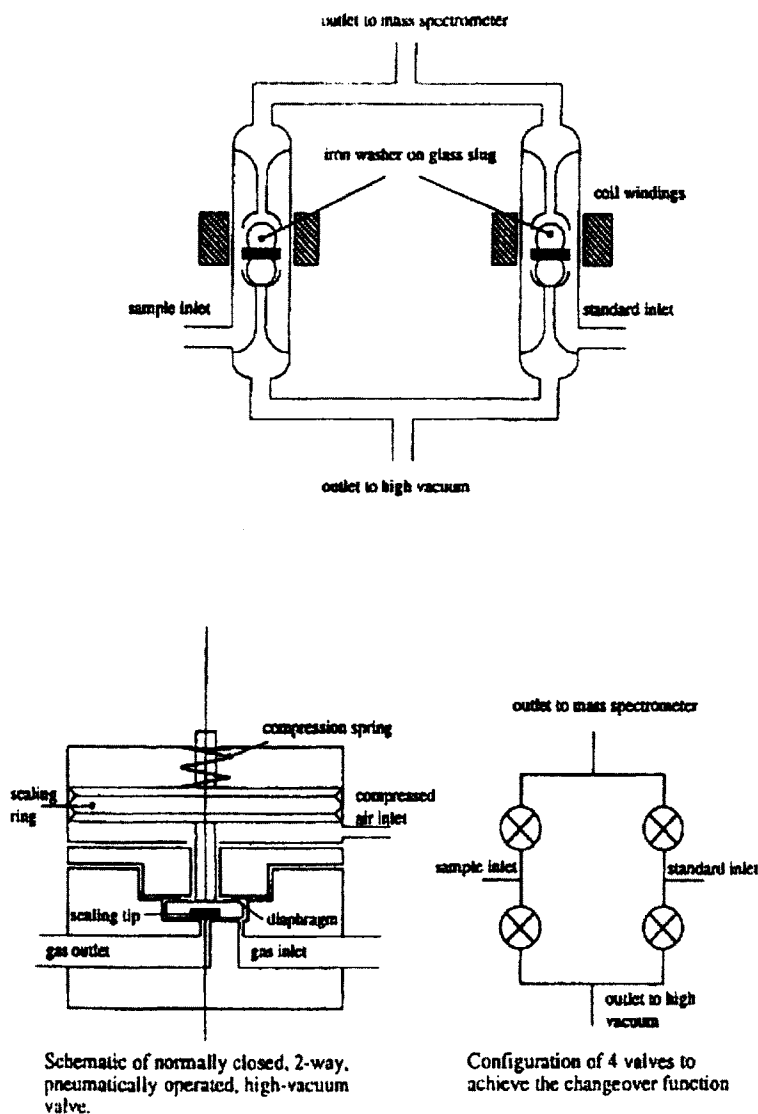 outlet to mass spectrometer
iron washer on glass slug
coil windings
sample inlet
standard inlet
outlet to high vacuum
compression spring
outlet to mass spectrometer
sealing
ring
compressed
air inlet
sample inlet
standard inlet
sealing tip
diaphragm
gas outlet
gas inlet
outlet to high
vacuum
Schematic of normally closed, 2-way,
pneumatically operated, high-vacuum
valve.
Configuration of 4 valves to
achieve the changeover function